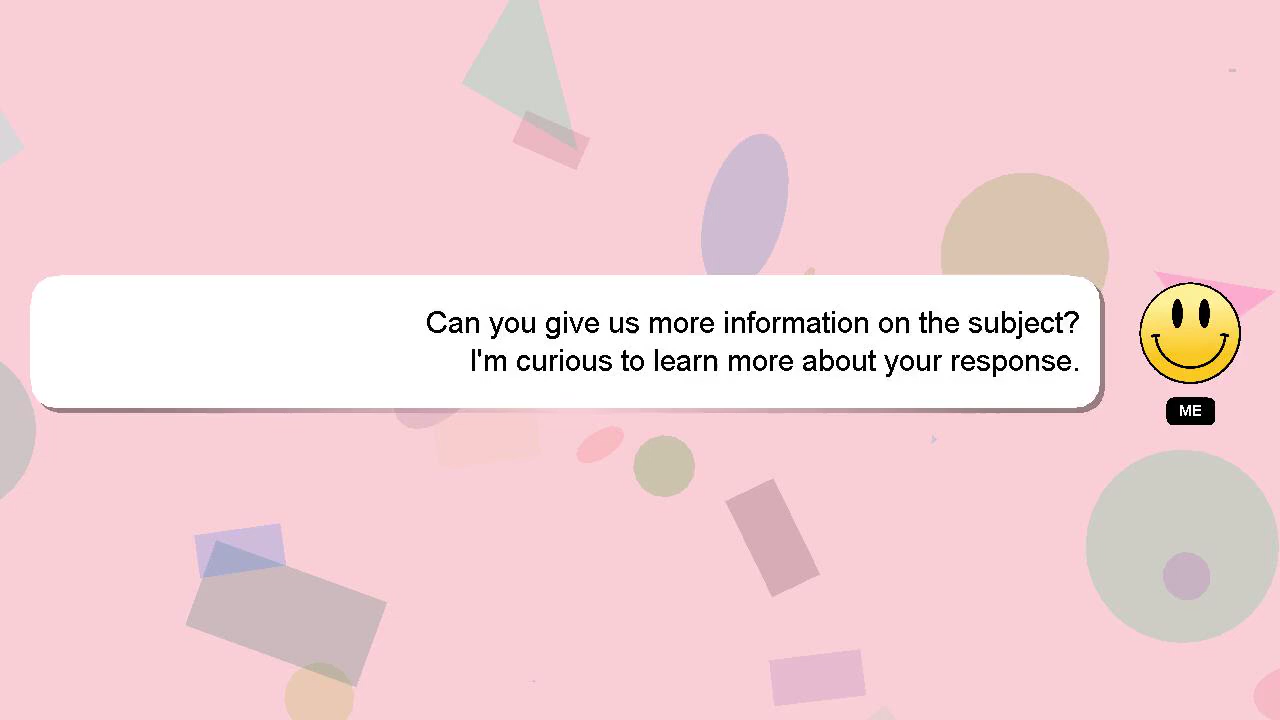 Can you give us more information on the subject?
I'm curious to learn more about your response.
ME